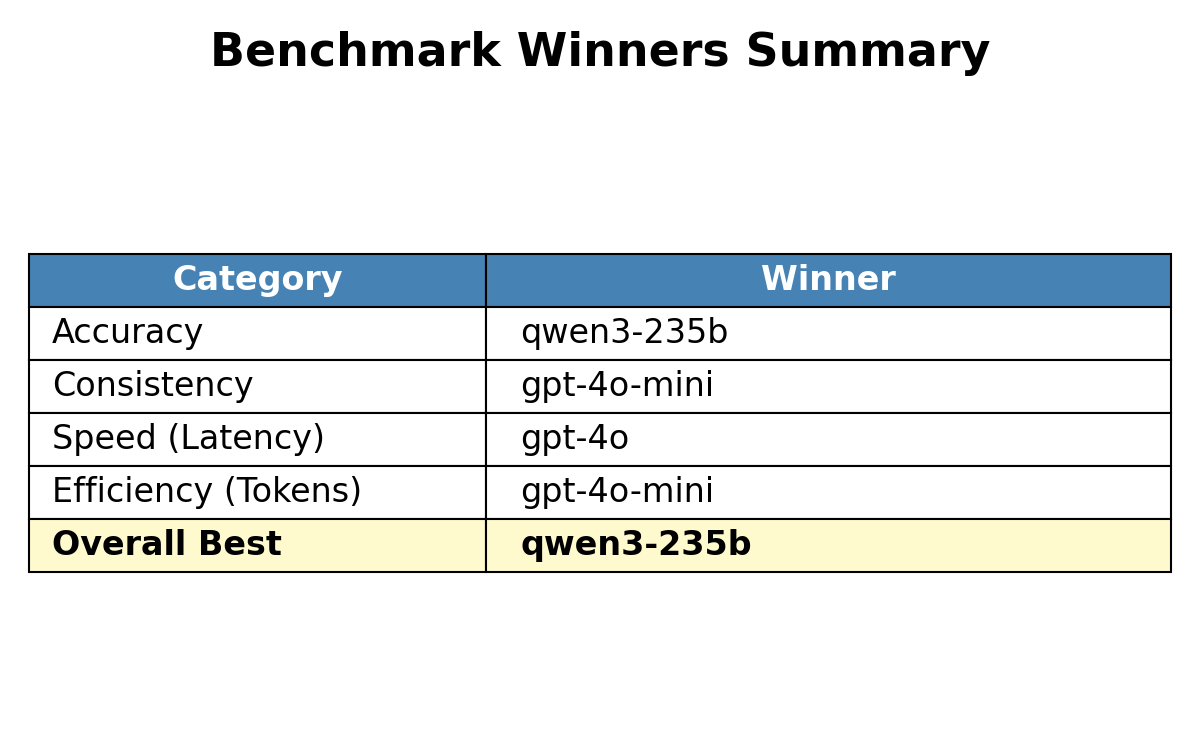 Benchmark Winners Summary
Category Winner
Accuracy qwen3-235b
Consistency gpt-4o-mini
Speed (Latency) gpt-4o
Efficiency (Tokens) gpt-4o-mini
Overall Best qwen3-235b